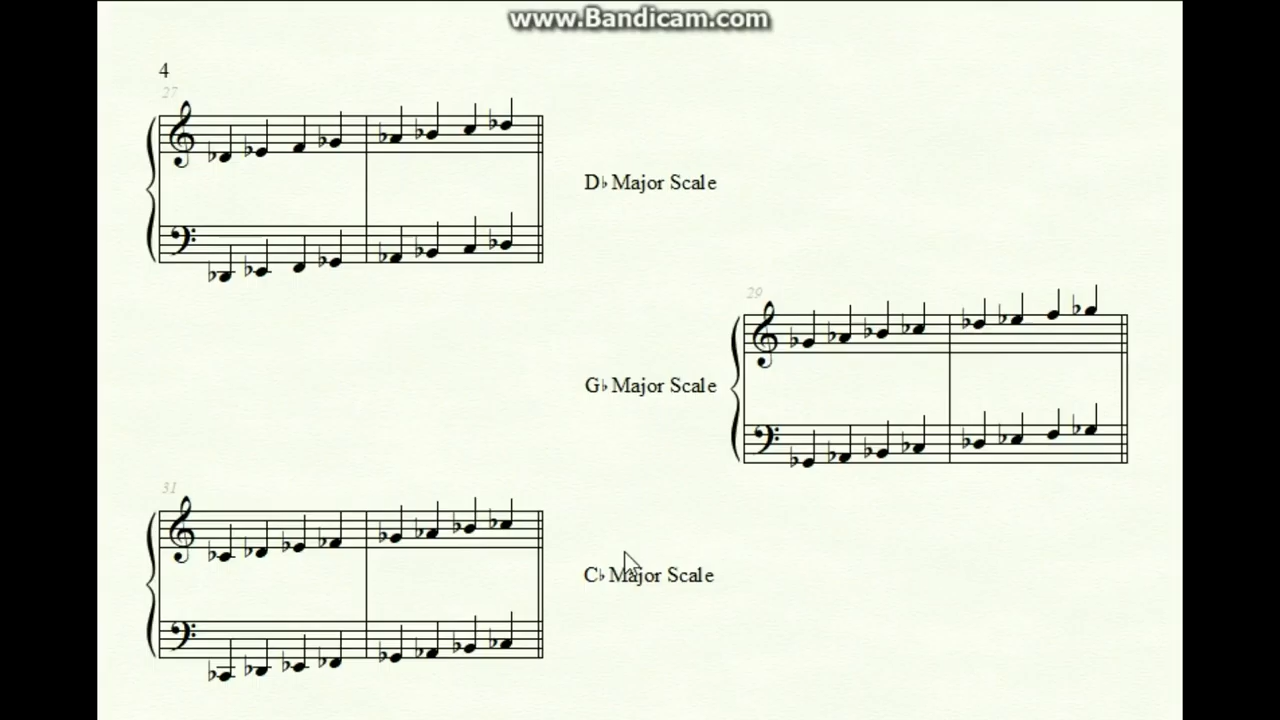 www.Bandicam.com
4
27
D♭ Major Scale
29
G♭ Major Scale
31
C♭ Major Scale